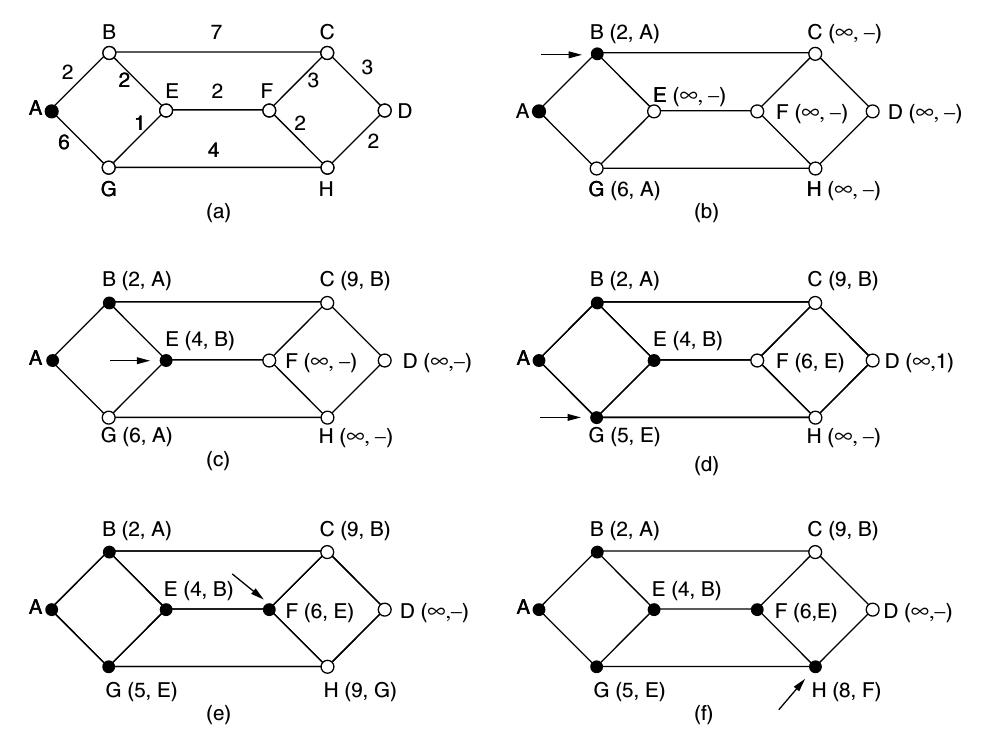 B 7 C
2 2 3 3
A E 2 F D
6 1 2 2
4
G H
(a)
B (2, A) C (∞, –)
E (∞, –)
A F (∞, –) D (∞, –)
G (6, A) H (∞, –)
(b)
B (2, A) C (9, B)
E (4, B)
A F (∞, –) D (∞,–)
G (6, A) H (∞, –)
(c)
B (2, A) C (9, B)
E (4, B)
A F (6, E) D (∞,1)
G (5, E) H (∞, –)
(d)
B (2, A) C (9, B)
E (4, B)
A F (6, E) D (∞,–)
G (5, E) H (9, G)
(e)
B (2, A) C (9, B)
E (4, B)
A F (6,E) D (∞,–)
G (5, E) H (8, F)
(f)